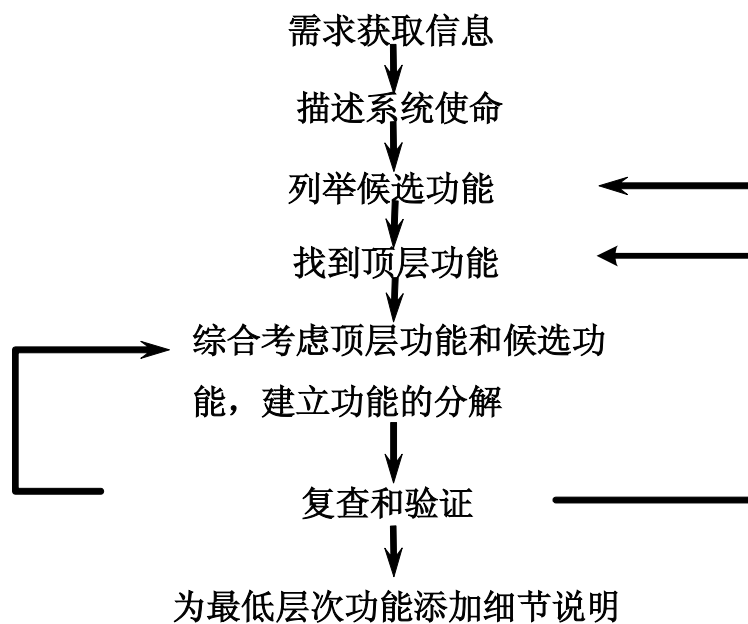 需求获取信息
描述系统使命
列举候选功能
找到顶层功能
综合考虑顶层功能和候选功
能，建立功能的分解
复查和验证
为最低层次功能添加细节说明